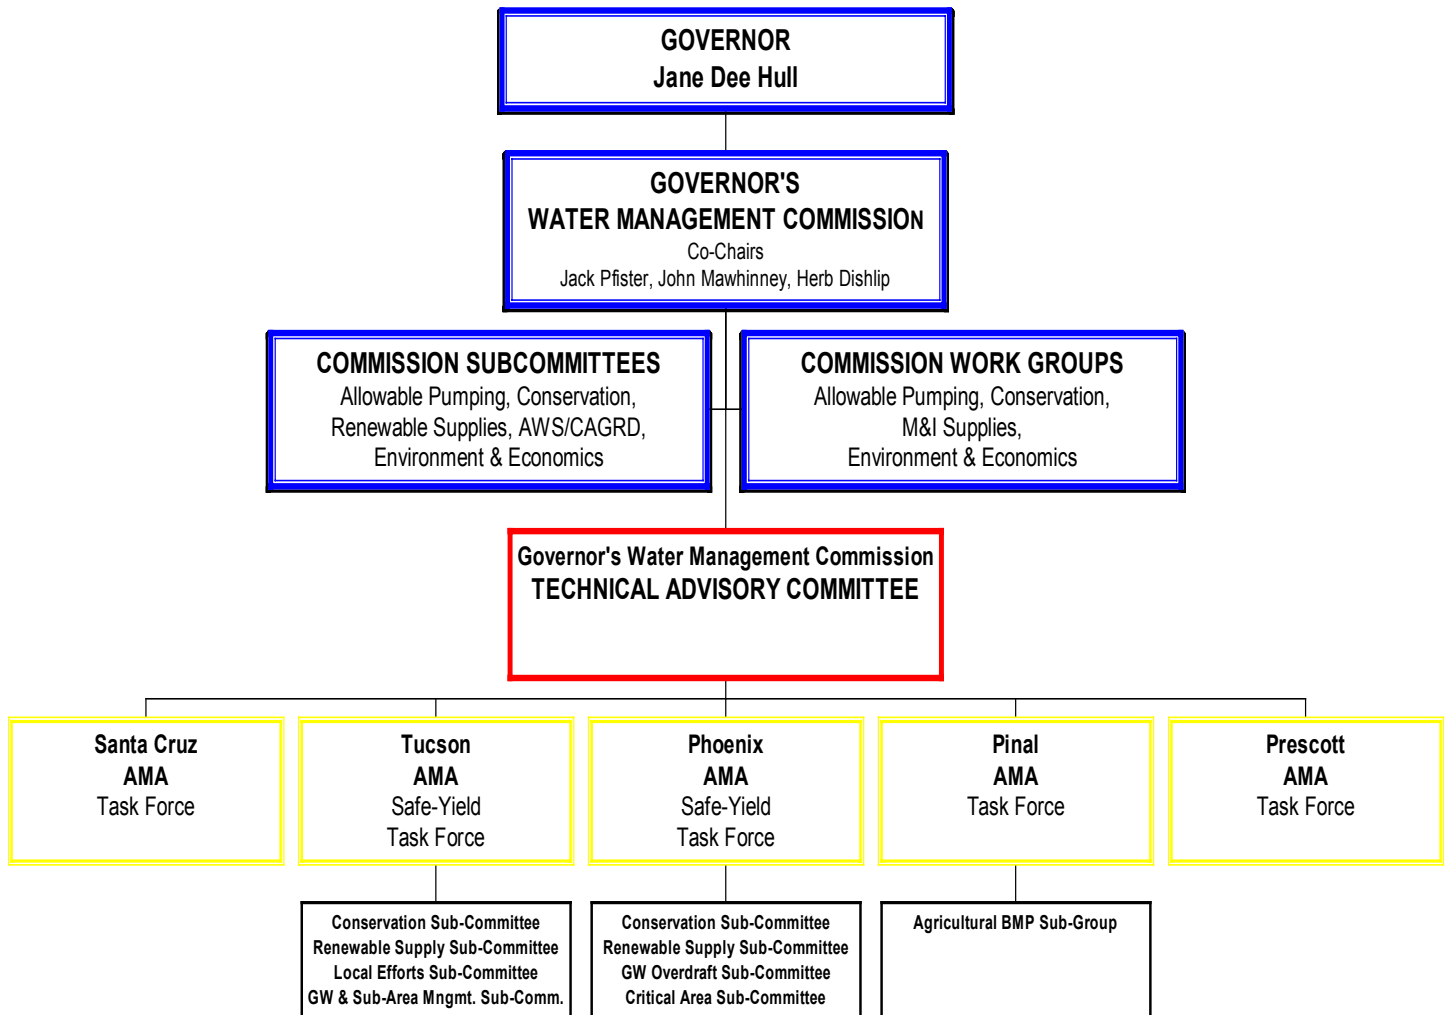 GOVERNOR
Jane Dee Hull
GOVERNOR'S
WATER MANAGEMENT COMMISSION
Co-Chairs
Jack Pfister, John Mawhinney, Herb Dishlip
COMMISSION SUBCOMMITTEES
Allowable Pumping, Conservation,
Renewable Supplies, AWS/CAGRD,
Environment & Economics
COMMISSION WORK GROUPS
Allowable Pumping, Conservation,
M&I Supplies,
Environment & Economics
Governor's Water Management Commission
TECHNICAL ADVISORY COMMITTEE
Santa Cruz
AMA
Task Force
Tucson
AMA
Safe-Yield
Task Force
Phoenix
AMA
Safe-Yield
Task Force
Pinal
AMA
Task Force
Prescott
AMA
Task Force
Conservation Sub-Committee
Renewable Supply Sub-Committee
Local Efforts Sub-Committee
GW & Sub-Area Mngmt. Sub-Comm.
Conservation Sub-Committee
Renewable Supply Sub-Committee
GW Overdraft Sub-Committee
Critical Area Sub-Committee
Agricultural BMP Sub-Group